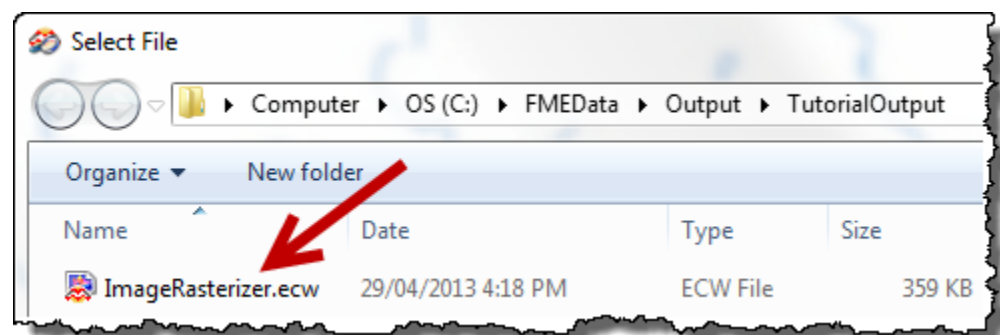 Select File
Computer ▸ OS (C:) ▸ FMEData ▸ Output ▸ TutorialOutput
Organize ▾ New folder
Name Date Type Size
ImageRasterizer.ecw 29/04/2013 4:18 PM ECW File 359 KB